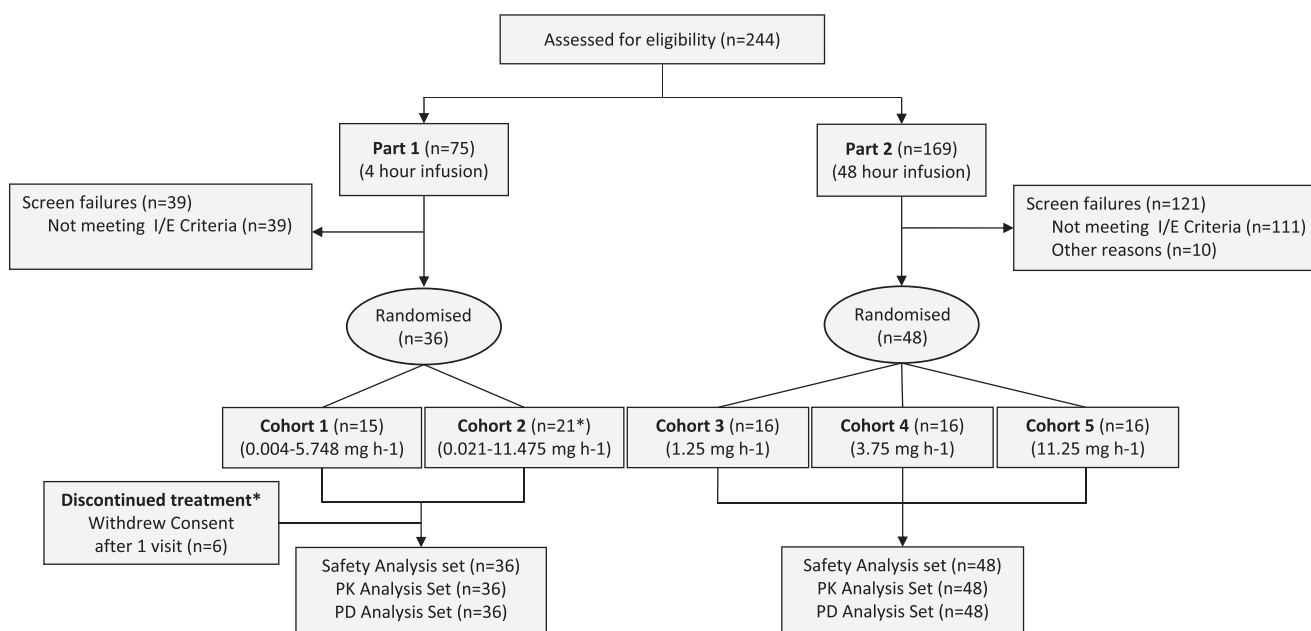 Assessed for eligibility (n=244)
Part 1 (n=75)
(4 hour infusion)
Part 2 (n=169)
(48 hour infusion)
Screen failures (n=39)
Not meeting I/E Criteria (n=39)
Screen failures (n=121)
Not meeting I/E Criteria (n=111)
Other reasons (n=10)
Randomised
(n=36)
Randomised
(n=48)
Cohort 1 (n=15)
(0.004-5.748 mg h-1)
Cohort 2 (n=21*)
(0.021-11.475 mg h-1)
Cohort 3 (n=16)
(1.25 mg h-1)
Cohort 4 (n=16)
(3.75 mg h-1)
Cohort 5 (n=16)
(11.25 mg h-1)
Discontinued treatment*
Withdrew Consent
after 1 visit (n=6)
Safety Analysis set (n=36)
PK Analysis Set (n=36)
PD Analysis Set (n=36)
Safety Analysis set (n=48)
PK Analysis Set (n=48)
PD Analysis Set (n=48)